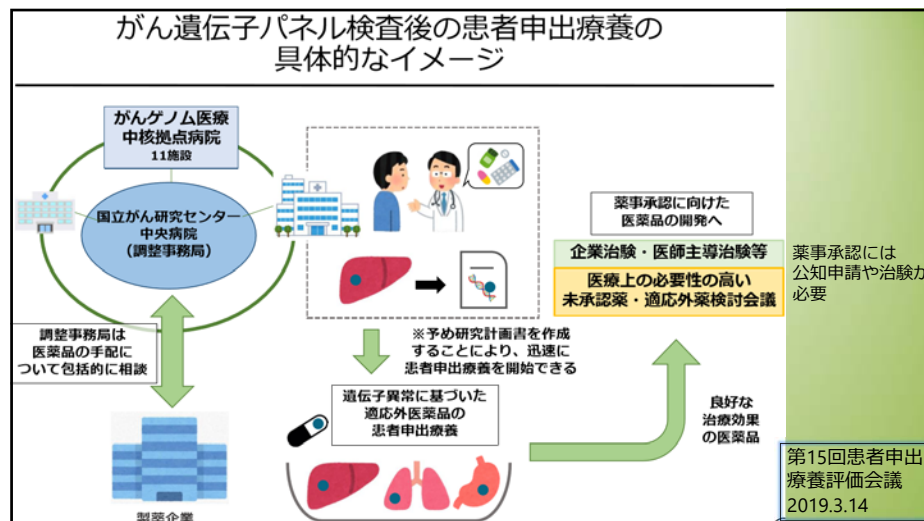 がん遺伝子パネル検査後の患者申出療養の
具体的なイメージ
がんゲノム医療
中核拠点病院
11施設
国立がん研究センター
中央病院
(調整事務局)
調整事務局は
医薬品の手配に
ついて包括的に相談
製薬企業
※予め研究計画書を作成
することにより、迅速に
患者申出療養を開始できる
遺伝子異常に基づいた
適応外医薬品の
患者申出療養
薬事承認に向けた
医薬品の開発へ
企業治験・医師主導治験等
医療上の必要性の高い
未承認薬・適応外薬検討会議
良好な
治療効果
の医薬品
薬事承認には
公知申請や治験が
必要
第15回患者申出
療養評価会議
2019.3.14